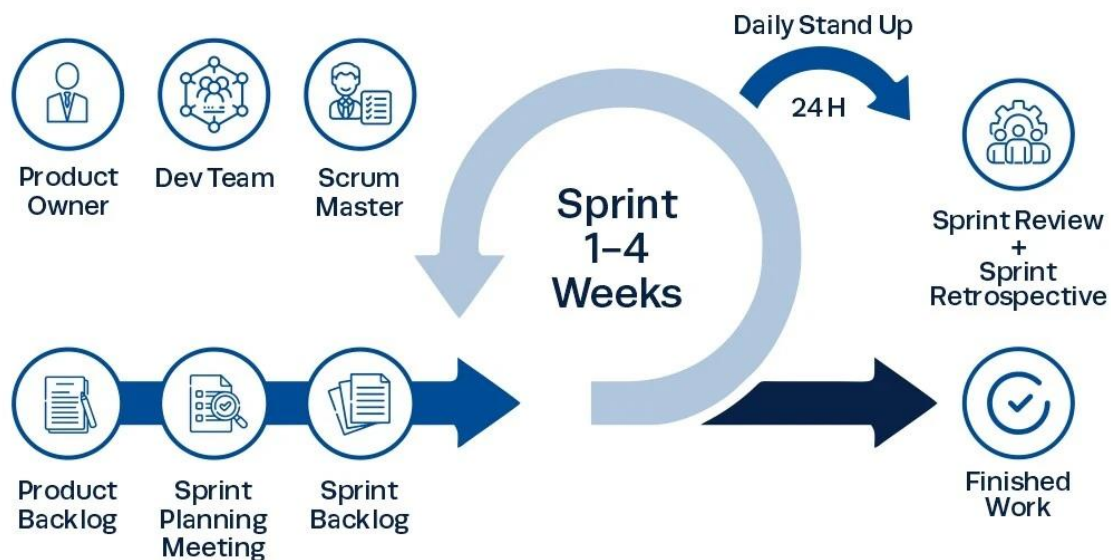 Daily Stand Up
24 H
Product
Owner
Dev Team
Scrum
Master
Sprint
1–4
Weeks
Sprint Review
+
Sprint
Retrospective
Product
Backlog
Sprint
Planning
Meeting
Sprint
Backlog
Finished
Work